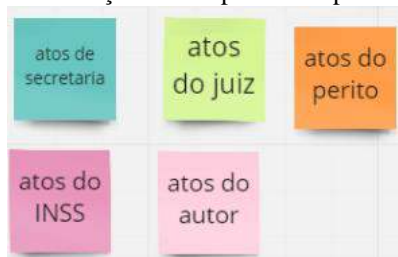 atos de
secretaria
atos
do juiz
atos do
perito
atos do
INSS
atos do
autor